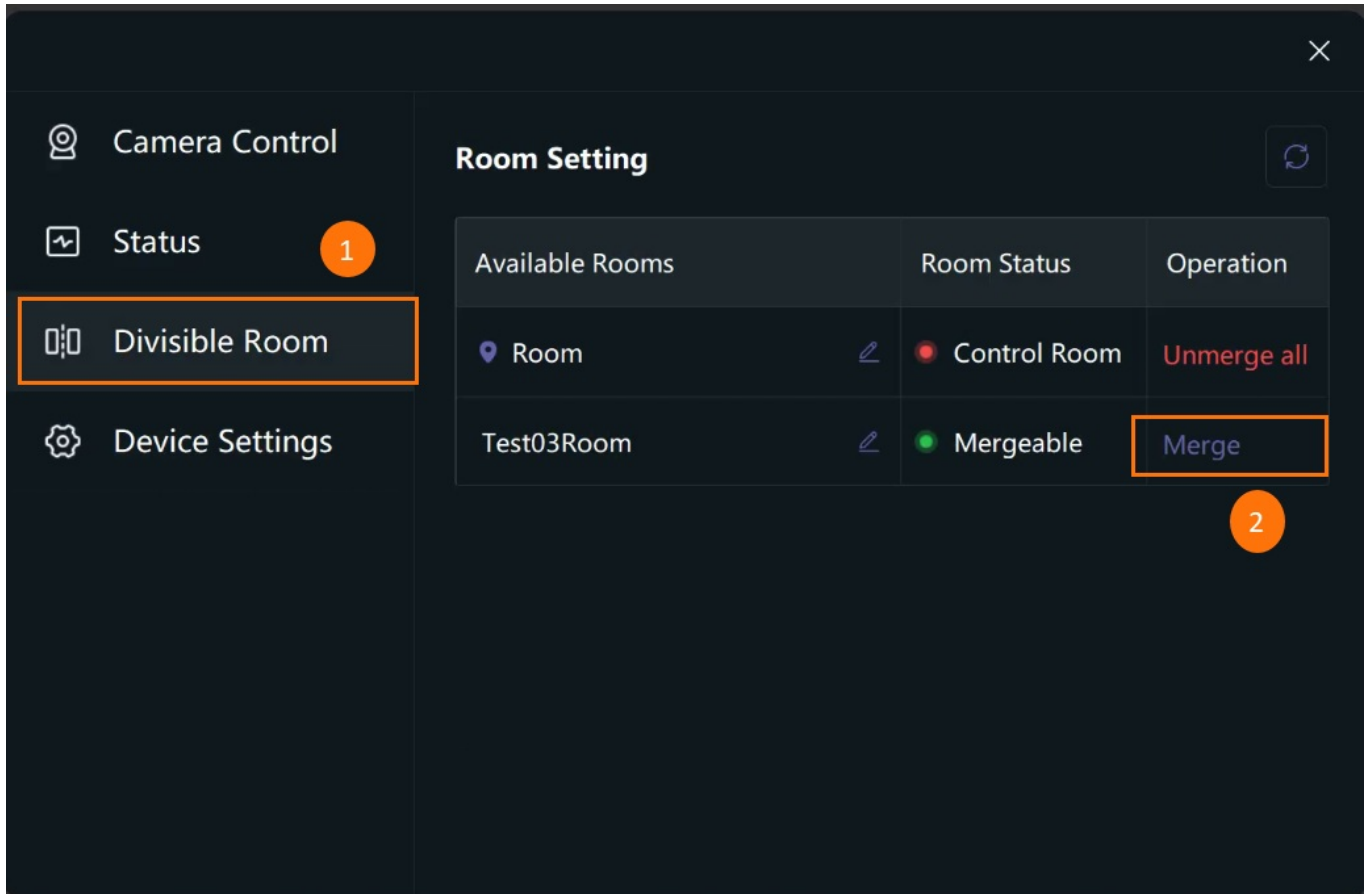 Camera Control
Status
1
Divisible Room
Device Settings
Room Setting
Available Rooms Room Status Operation
Room Control Room Unmerge all
Test03Room Mergeable Merge
2